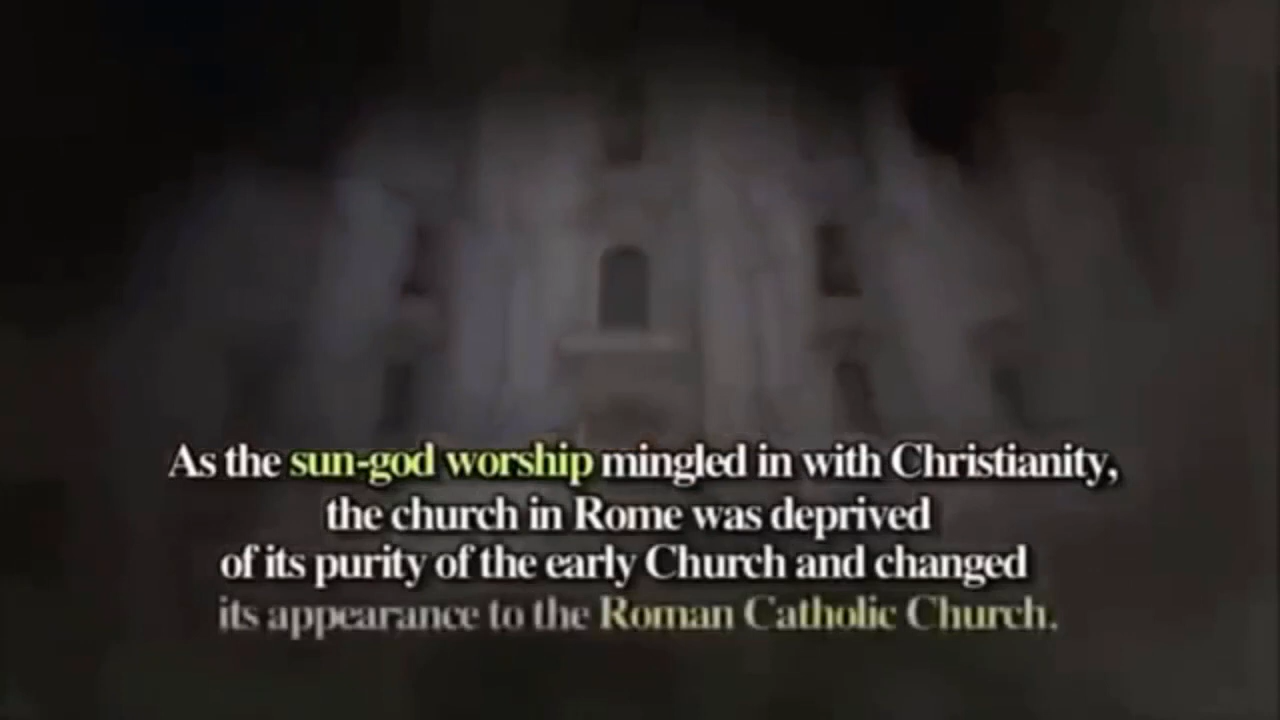 As the sun-god worship mingled in with Christianity,
the church in Rome was deprived
of its purity of the early Church and changed
its appearance to the Roman Catholic Church.